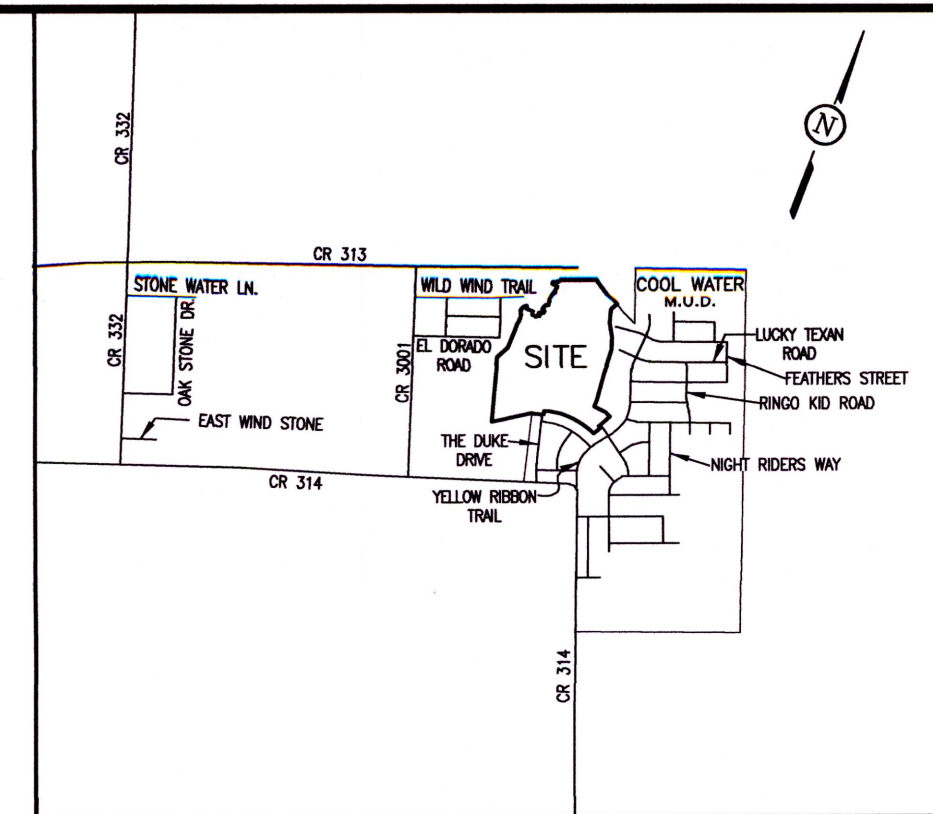 CR 332
N
CR 313
STONE WATER LN.
WILD WIND TRAIL
COOL WATER
M.U.D.
CR 332
OAK STONE DR.
CR 3001
EL DORADO
ROAD
SITE
LUCKY TEXAN
ROAD
FEATHERS STREET
RINGO KID ROAD
EAST WIND STONE
THE DUKE
DRIVE
NIGHT RIDERS WAY
CR 314
YELLOW RIBBON
TRAIL
CR 314